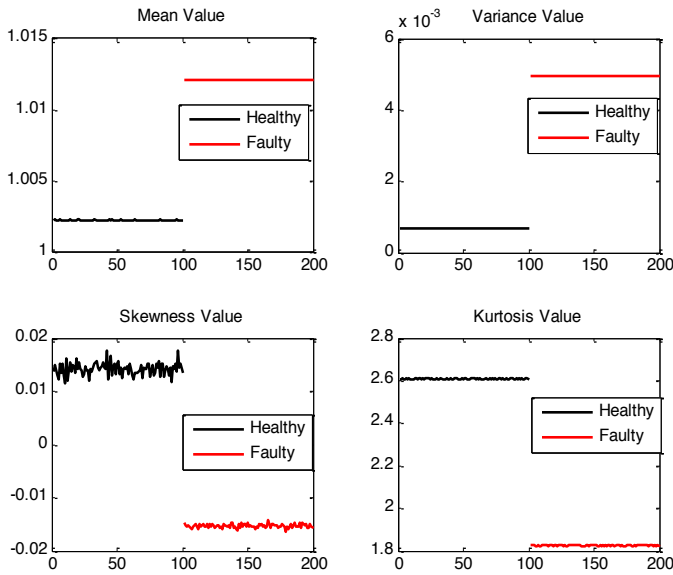 Mean Value
1.015
1.01
1.005
1
0 50 100 150 200
Healthy
Faulty
Variance Value
x 10^-3
6
4
2
0
0 50 100 150 200
Healthy
Faulty
Skewness Value
0.02
0.01
0
-0.01
-0.02
0 50 100 150 200
Healthy
Faulty
Kurtosis Value
2.8
2.6
2.4
2.2
2
1.8
0 50 100 150 200
Healthy
Faulty